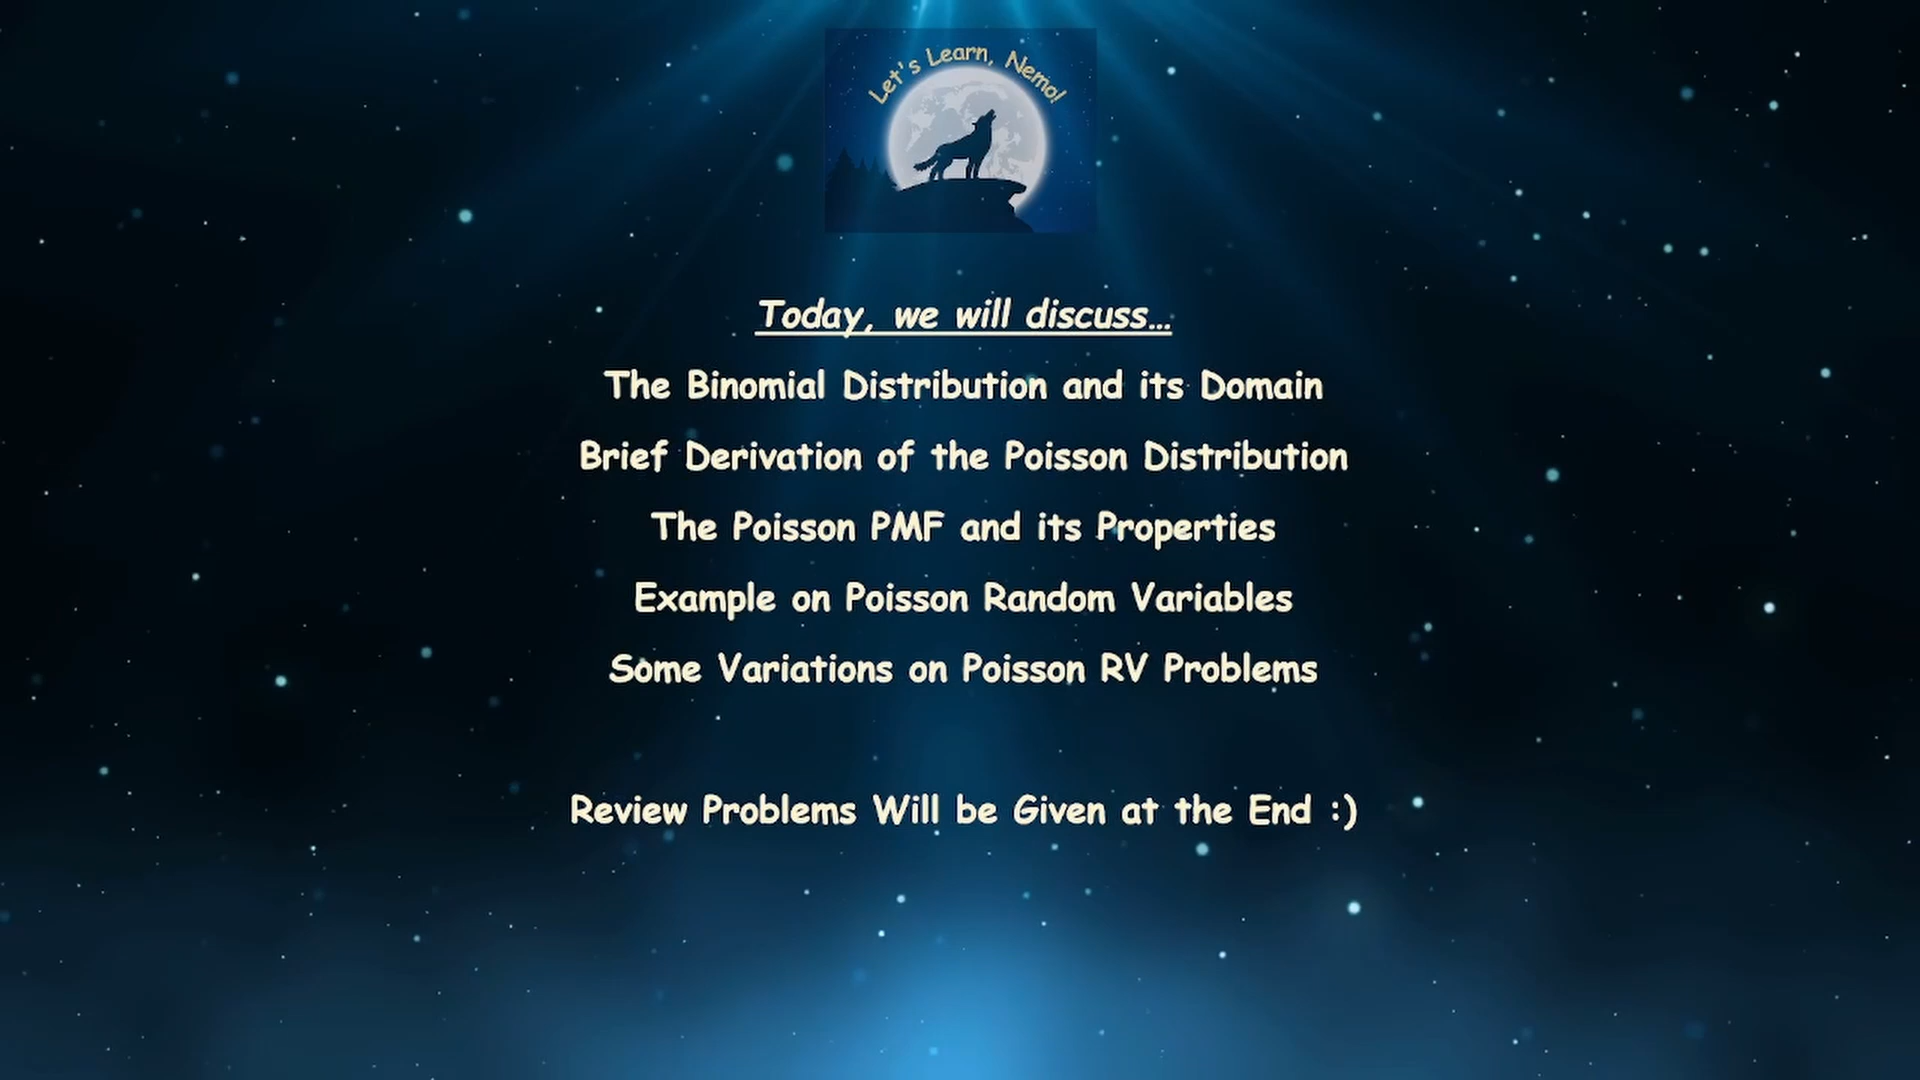 Let's Learn, Nemo!
Today, we will discuss...
The Binomial Distribution and its Domain
Brief Derivation of the Poisson Distribution
The Poisson PMF and its Properties
Example on Poisson Random Variables
Some Variations on Poisson RV Problems
Review Problems Will be Given at the End :)